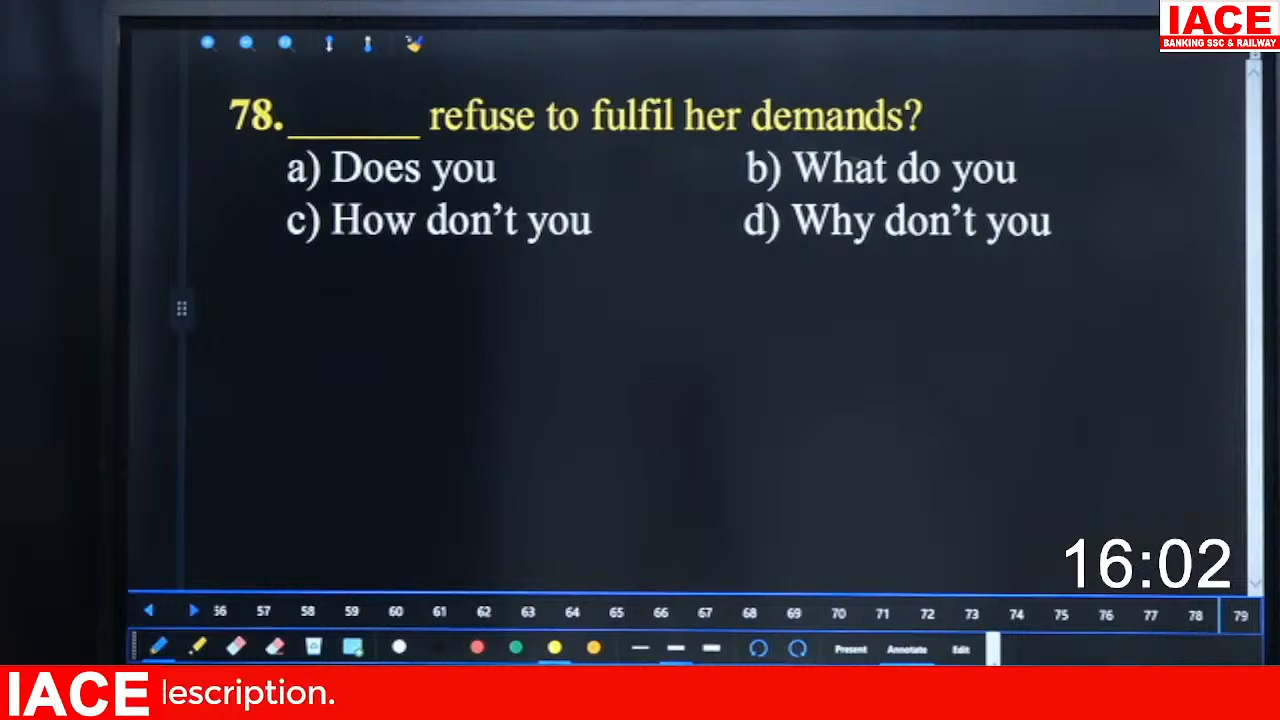 IACE
BANKING SSC & RAILWAY
78.______ refuse to fulfil her demands?
a) Does you b) What do you
c) How don't you d) Why don't you
16:02
56 57 58 59 60 61 62 63 64 65 66 67 68 69 70 71 72 73 74 75 76 77 78 79
Present Annotate Edit
IACE lescription.